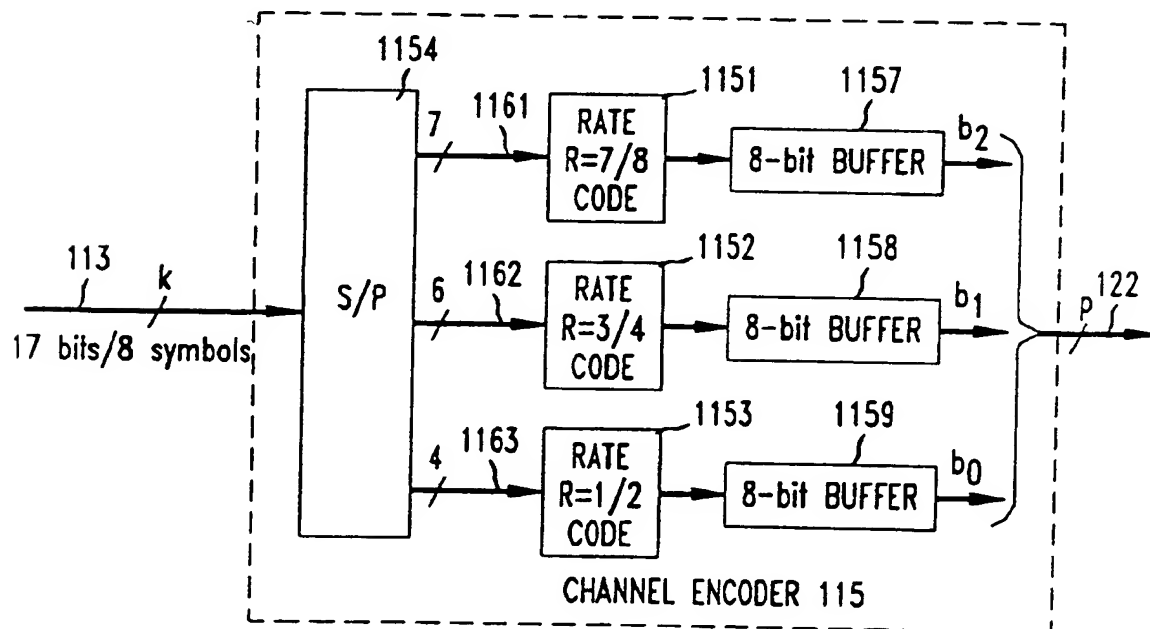 1154
7
1161
1151
RATE
R=7/8
CODE
1157
8-bit BUFFER
b2
113
k
17 bits/8 symbols
S/P
6
1162
1152
RATE
R=3/4
CODE
1158
8-bit BUFFER
b1
p
122
4
1163
1153
RATE
R=1/2
CODE
1159
8-bit BUFFER
b0
CHANNEL ENCODER 115